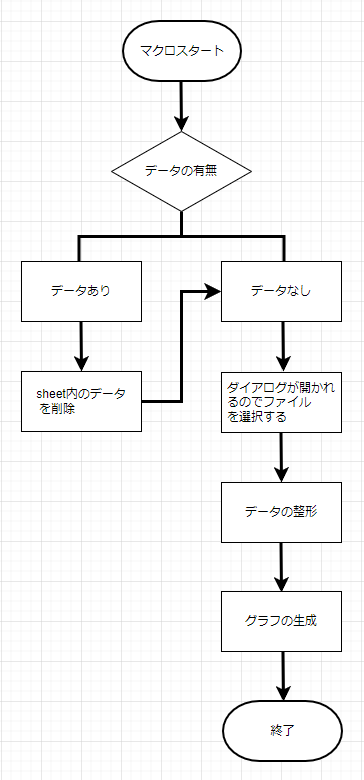 マクロスタート
データの有無
データあり
データなし
sheet内のデータ
を削除
ダイアログが開かれ
るのでファイル
を選択する
データの整形
グラフの生成
終了